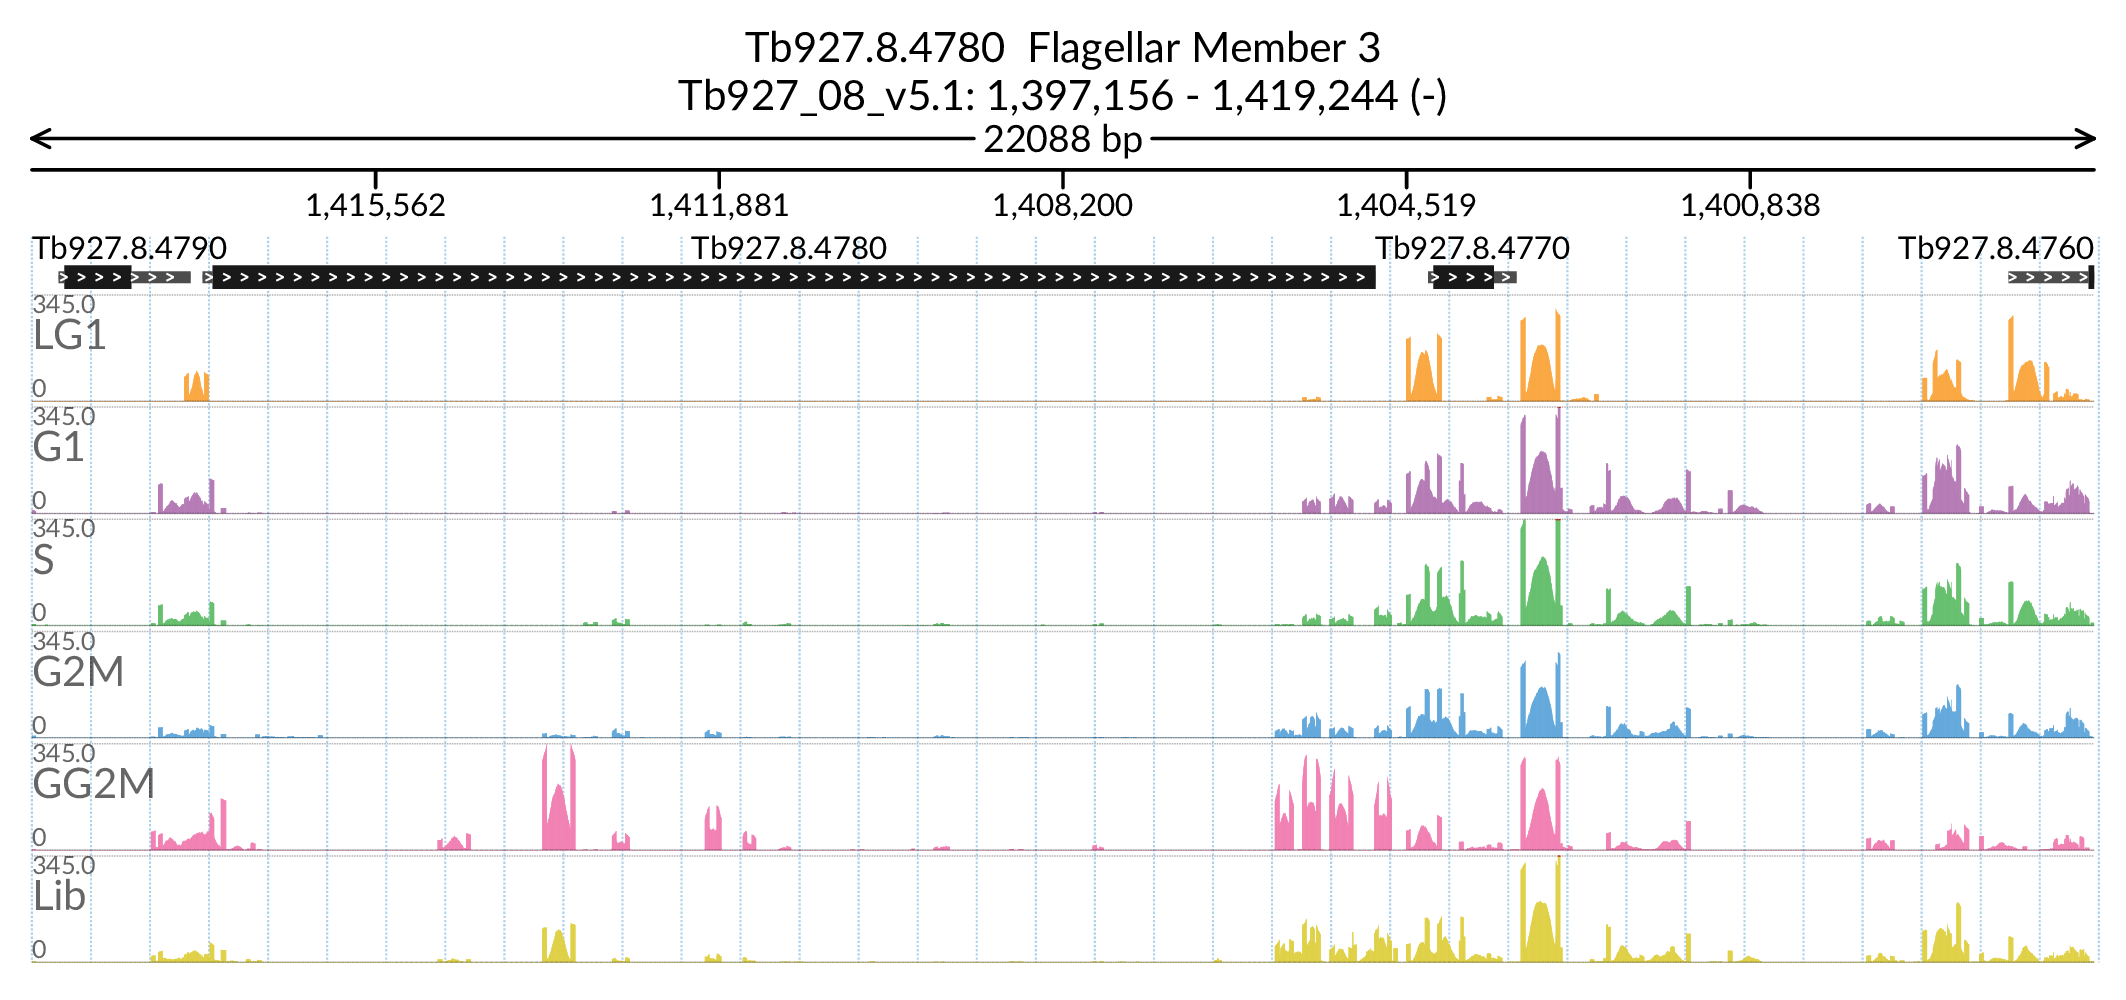 Tb927.8.4780  Flagellar Member 3
Tb927_08_v5.1: 1,397,156 - 1,419,244 (-)
22088 bp
1,415,562 1,411,881 1,408,200 1,404,519 1,400,838
Tb927.8.4790 Tb927.8.4780 Tb927.8.4770 Tb927.8.4760
345.0
LG1
0
345.0
G1
0
345.0
S
0
345.0
G2M
0
345.0
GG2M
0
345.0
Lib
0